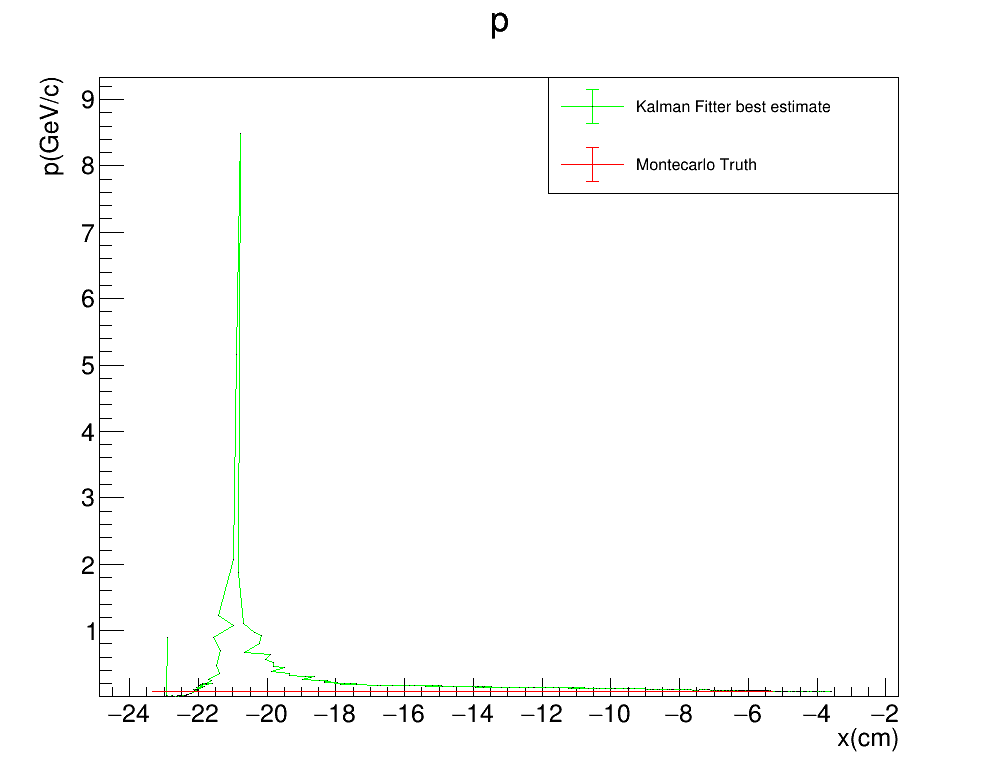 p
p(GeV/c)
9
8
7
6
5
4
3
2
1
Kalman Fitter best estimate
Montecarlo Truth
−24 −22 −20 −18 −16 −14 −12 −10 −8 −6 −4 −2
x(cm)